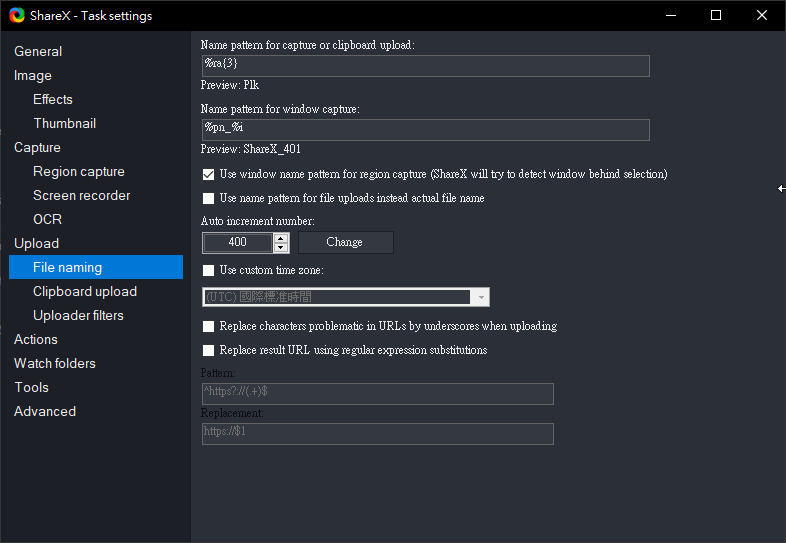 ShareX - Task settings
General
Image
Effects
Thumbnail
Capture
Region capture
Screen recorder
OCR
Upload
File naming
Clipboard upload
Uploader filters
Actions
Watch folders
Tools
Advanced
Name pattern for capture or clipboard upload:
%ra{3}
Preview: Plk
Name pattern for window capture:
%pn_%i
Preview: ShareX_401
Use window name pattern for region capture (ShareX will try to detect window behind selection)
Use name pattern for file uploads instead actual file name
Auto increment number:
400
Change
Use custom time zone:
(UTC) 國際標準時間
Replace characters problematic in URLs by underscores when uploading
Replace result URL using regular expression substitutions
Pattern:
^https?://(.+)$
Replacement:
https://$1